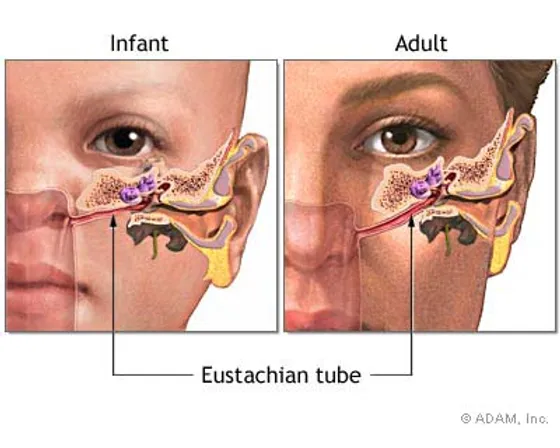 Infant
Adult
Eustachian tube
© ADAM, Inc.